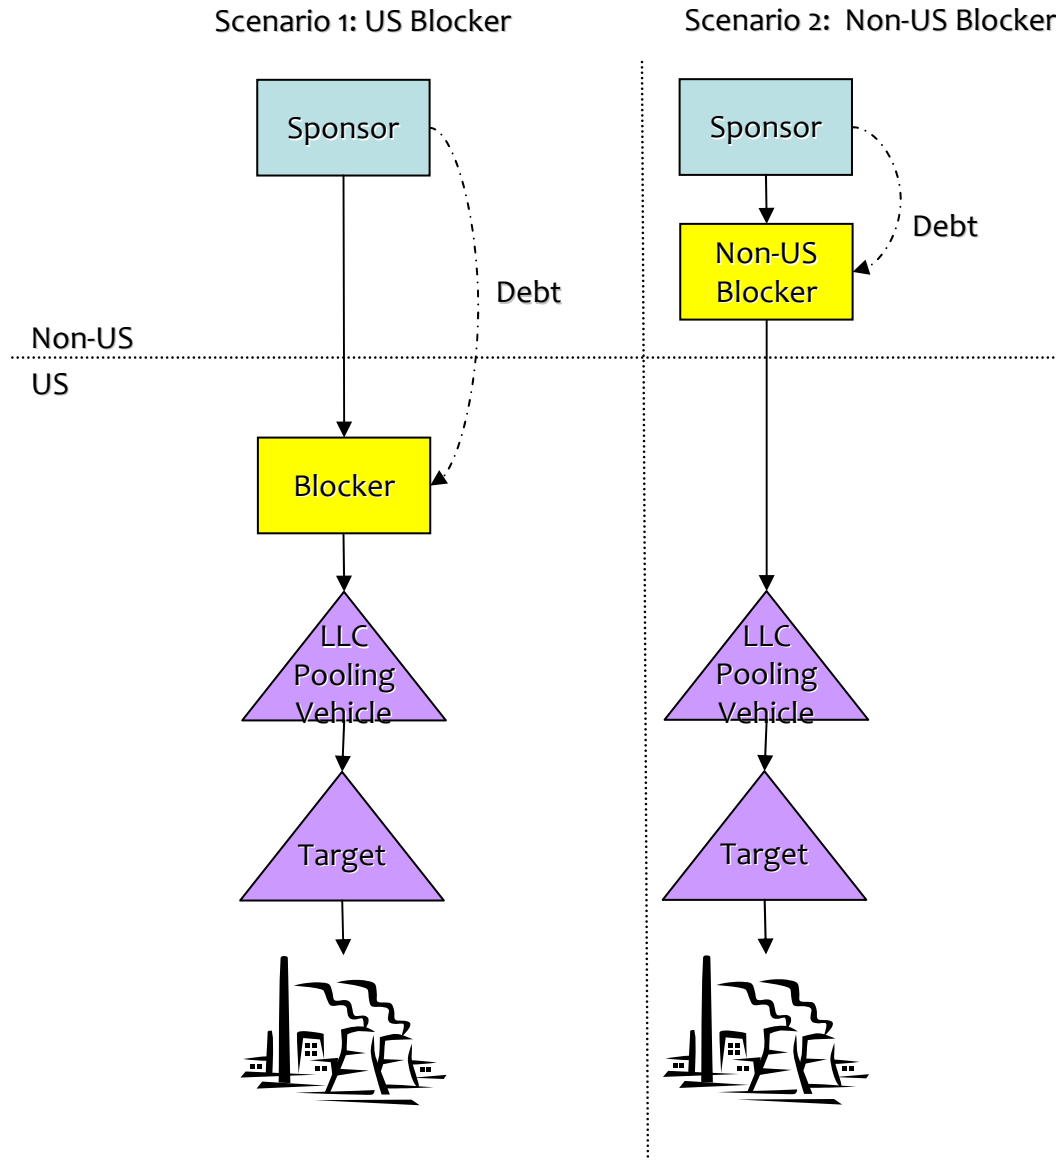 Scenario 1: US Blocker
Scenario 2: Non-US Blocker
Sponsor
Sponsor
Debt
Non-US
Blocker
Debt
Non-US
US
Blocker
LLC
Pooling
Vehicle
LLC
Pooling
Vehicle
Target
Target